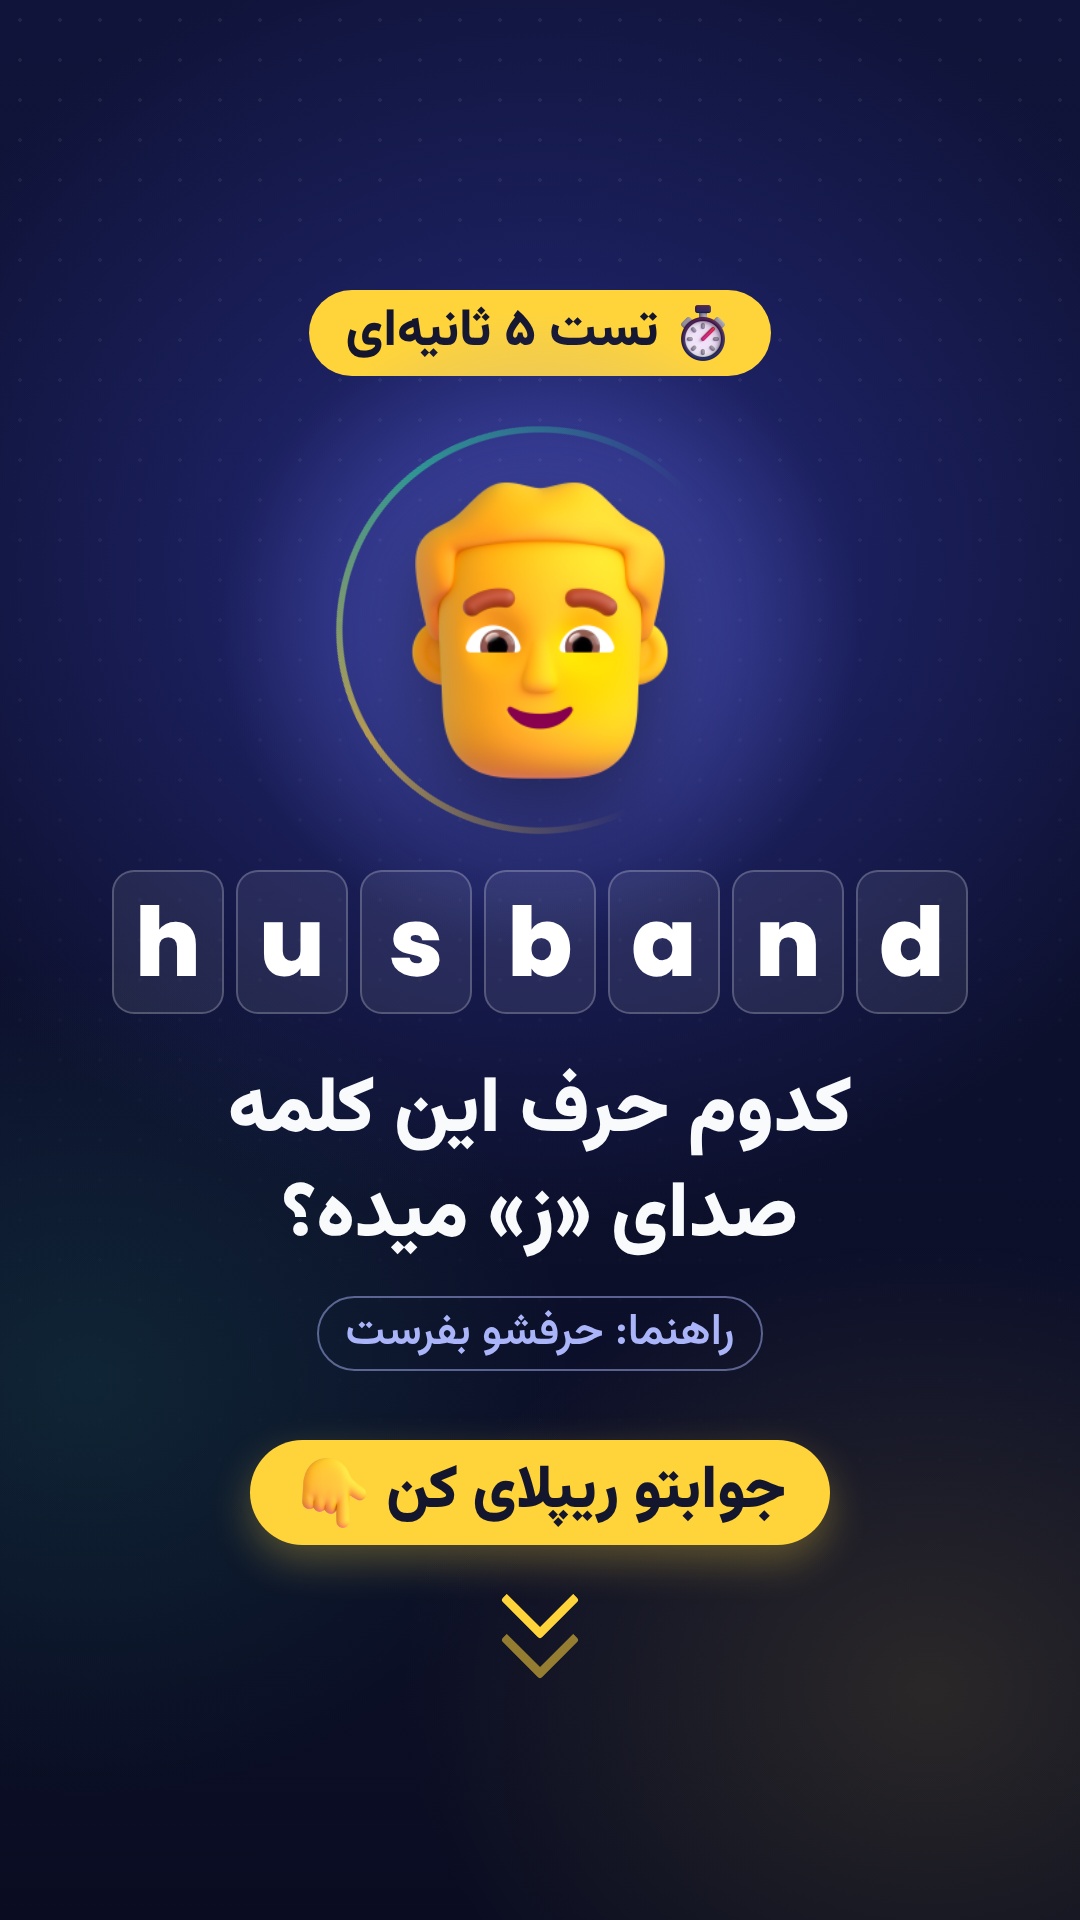 تست ۵ ثانیه‌ای
husband
کدوم حرف این کلمه
صدای «ز» میده؟
راهنما: حرفشو بفرست
جوابتو ریپلای کن